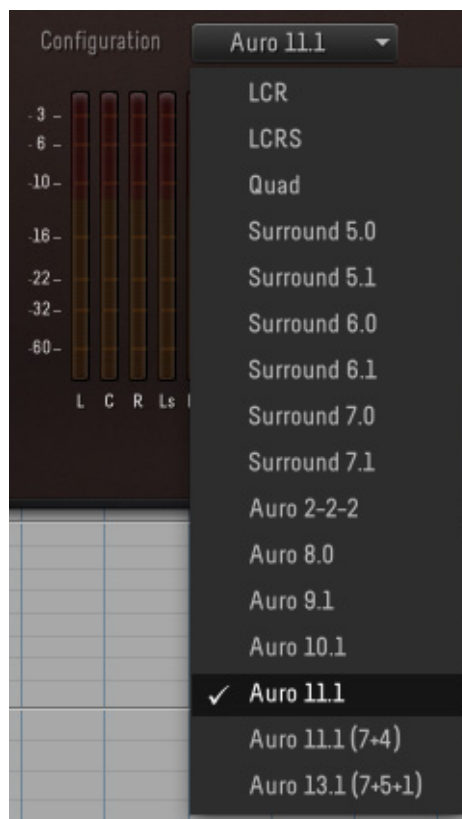 Configuration Auro 11.1
LCR
-3
-6
LCRS
-10
Quad
-16
Surround 5.0
-22
Surround 5.1
-32
Surround 6.0
-60
Surround 6.1
L C R Ls
Surround 7.0
Surround 7.1
Auro 2-2-2
Auro 8.0
Auro 9.1
Auro 10.1
✓ Auro 11.1
Auro 11.1 (7+4)
Auro 13.1 (7+5+1)